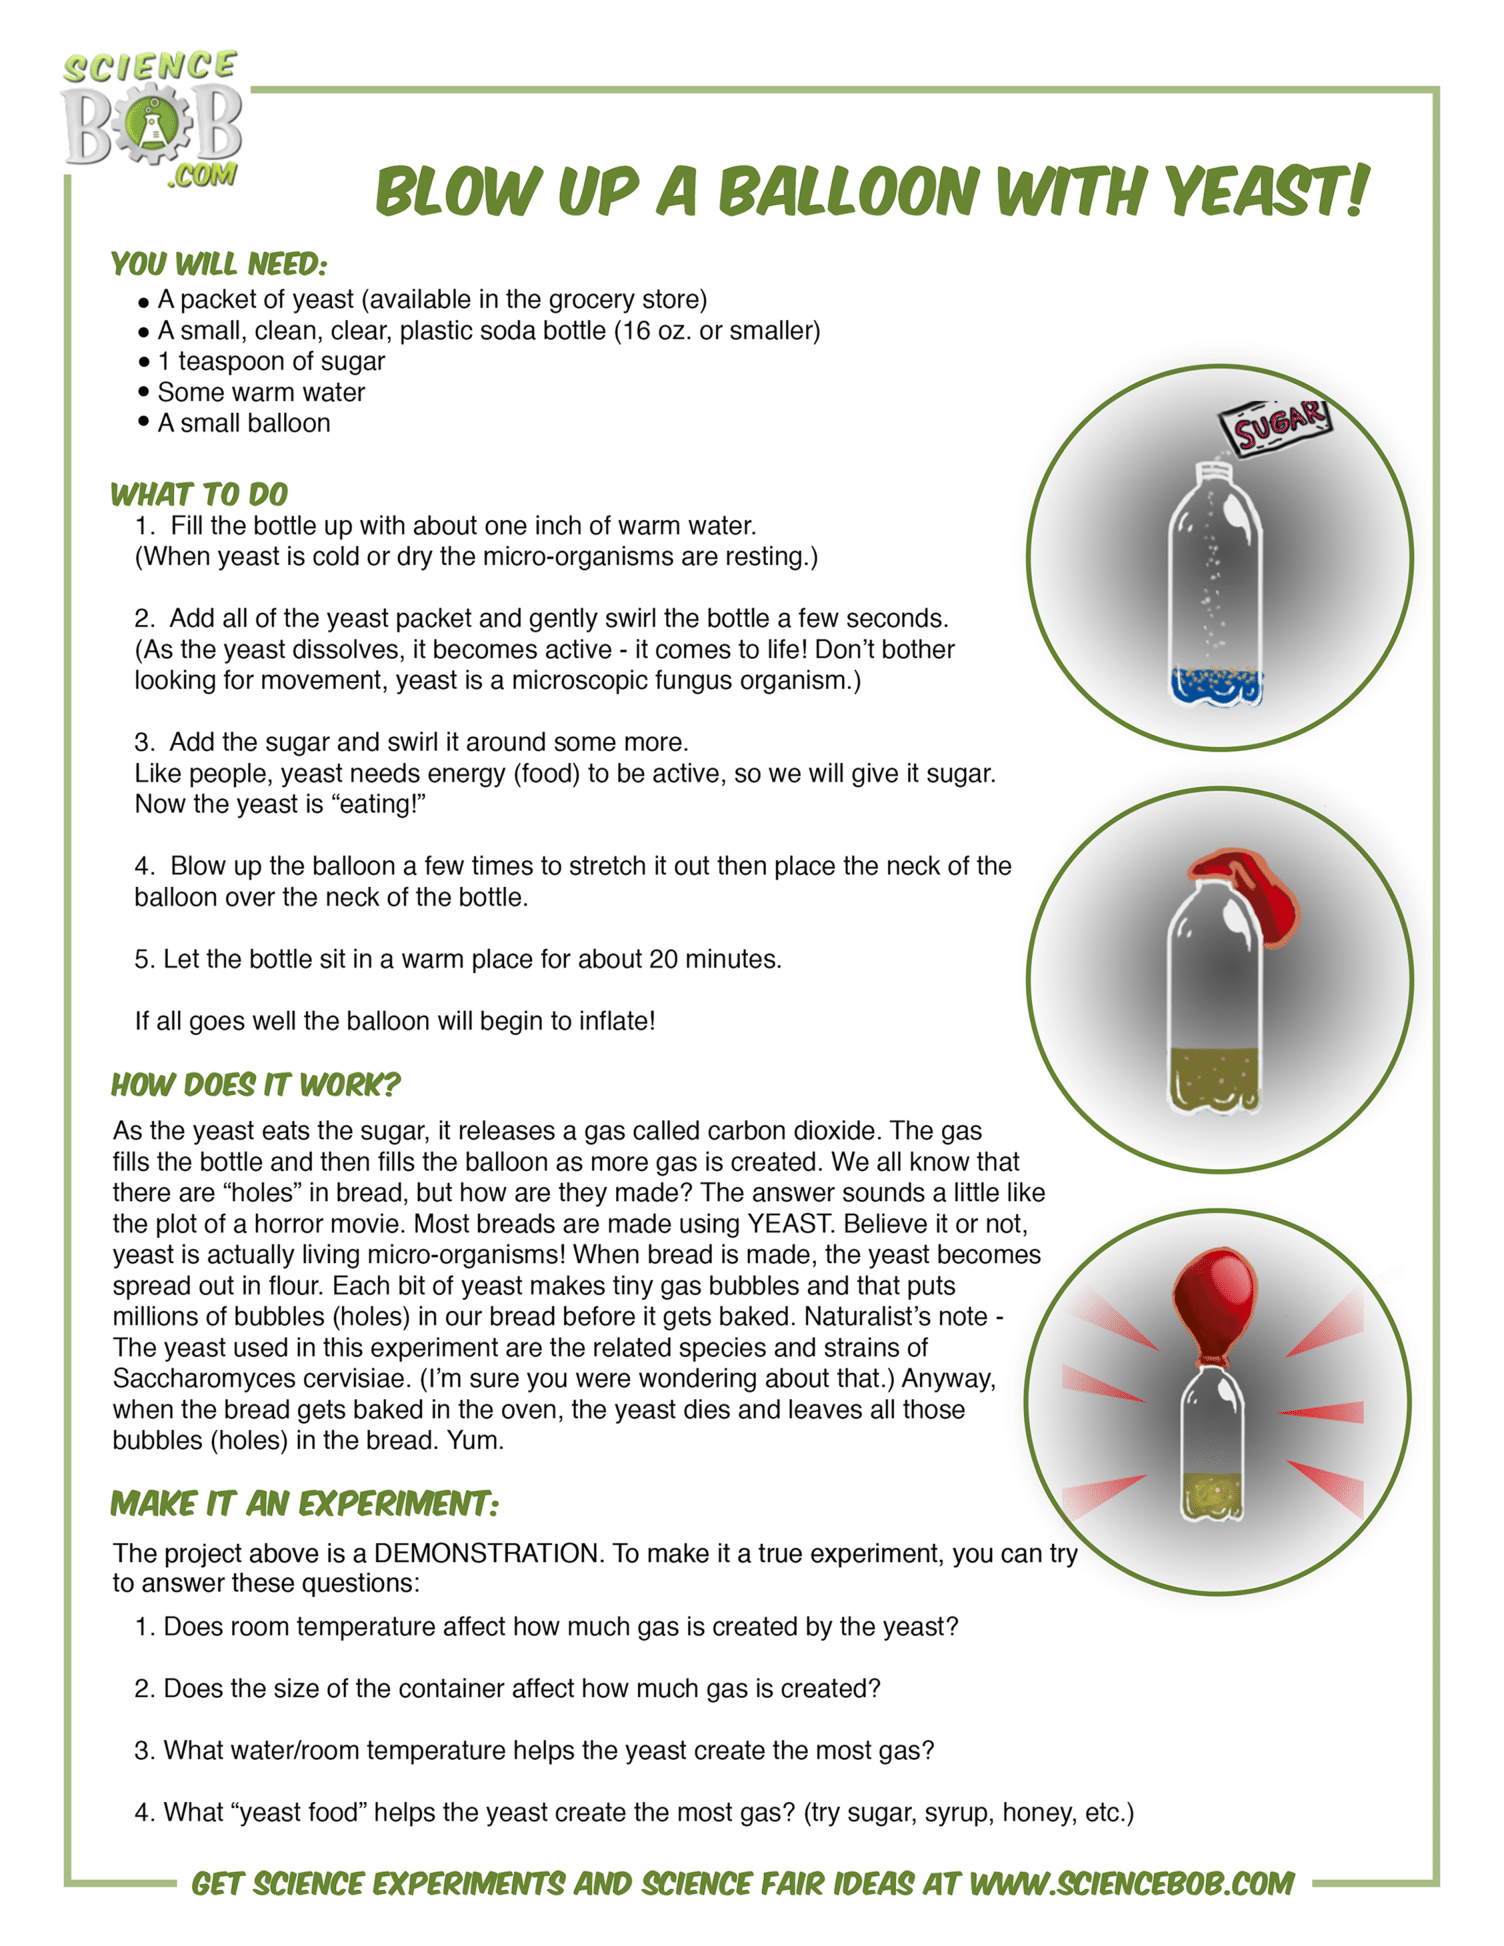 SCIENCE
BOB
.COM
BLOW UP A BALLOON WITH YEAST!
YOU WILL NEED:
• A packet of yeast (available in the grocery store)
• A small, clean, clear, plastic soda bottle (16 oz. or smaller)
• 1 teaspoon of sugar
• Some warm water
• A small balloon
SUGAR
WHAT TO DO
1. Fill the bottle up with about one inch of warm water.
(When yeast is cold or dry the micro-organisms are resting.)
2. Add all of the yeast packet and gently swirl the bottle a few seconds.
(As the yeast dissolves, it becomes active - it comes to life! Don’t bother
looking for movement, yeast is a microscopic fungus organism.)
3. Add the sugar and swirl it around some more.
Like people, yeast needs energy (food) to be active, so we will give it sugar.
Now the yeast is “eating!”
4. Blow up the balloon a few times to stretch it out then place the neck of the
balloon over the neck of the bottle.
5. Let the bottle sit in a warm place for about 20 minutes.
If all goes well the balloon will begin to inflate!
HOW DOES IT WORK?
As the yeast eats the sugar, it releases a gas called carbon dioxide. The gas
fills the bottle and then fills the balloon as more gas is created. We all know that
there are “holes” in bread, but how are they made? The answer sounds a little like
the plot of a horror movie. Most breads are made using YEAST. Believe it or not,
yeast is actually living micro-organisms! When bread is made, the yeast becomes
spread out in flour. Each bit of yeast makes tiny gas bubbles and that puts
millions of bubbles (holes) in our bread before it gets baked. Naturalist’s note -
The yeast used in this experiment are the related species and strains of
Saccharomyces cervisiae. (I’m sure you were wondering about that.) Anyway,
when the bread gets baked in the oven, the yeast dies and leaves all those
bubbles (holes) in the bread. Yum.
MAKE IT AN EXPERIMENT:
The project above is a DEMONSTRATION. To make it a true experiment, you can try
to answer these questions:
1. Does room temperature affect how much gas is created by the yeast?
2. Does the size of the container affect how much gas is created?
3. What water/room temperature helps the yeast create the most gas?
4. What “yeast food” helps the yeast create the most gas? (try sugar, syrup, honey, etc.)
GET SCIENCE EXPERIMENTS AND SCIENCE FAIR IDEAS AT WWW.SCIENCEBOB.COM